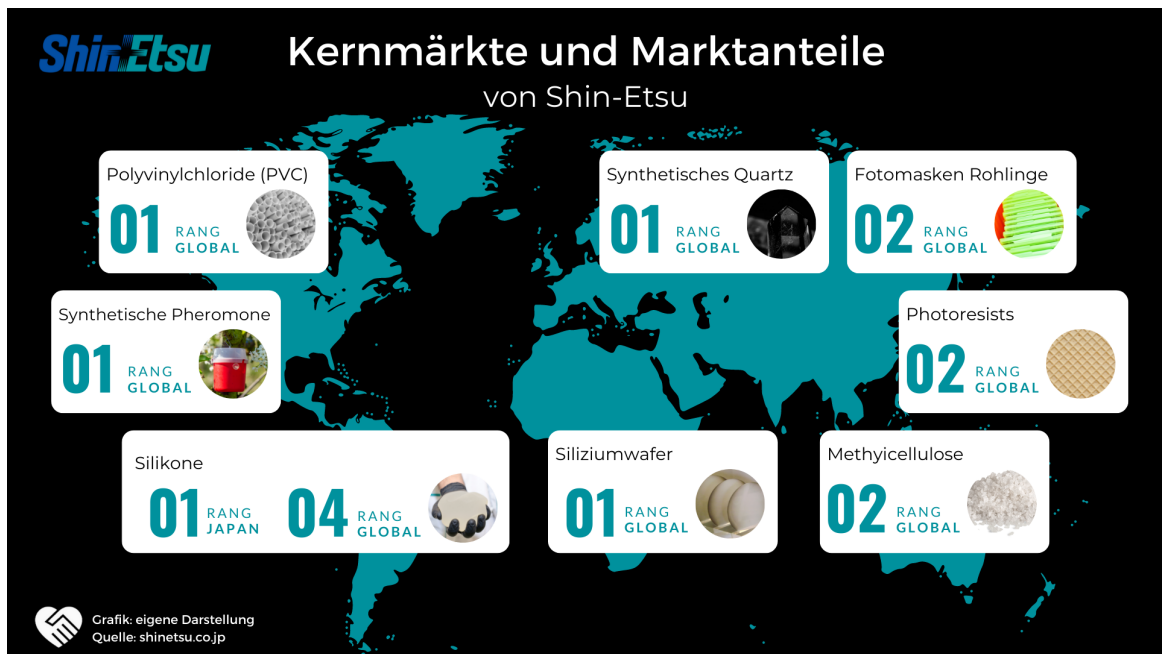 Shin-Etsu
Kernmärkte und Marktanteile
von Shin-Etsu
Polyvinylchloride (PVC)
01 RANG
GLOBAL
Synthetisches Quartz
01 RANG
GLOBAL
Fotomasken Rohlinge
02 RANG
GLOBAL
Synthetische Pheromone
01 RANG
GLOBAL
Photoresists
02 RANG
GLOBAL
Silikone
01 RANG
JAPAN
04 RANG
GLOBAL
Siliziumwafer
01 RANG
GLOBAL
Methyicellulose
02 RANG
GLOBAL
Grafik: eigene Darstellung
Quelle: shinetsu.co.jp